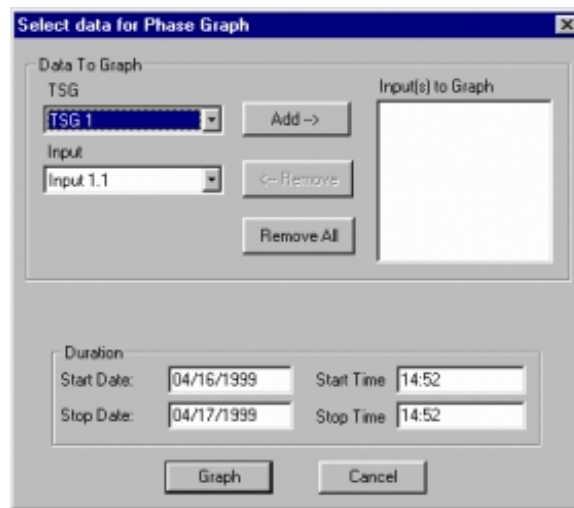 Select data for Phase Graph
Data To Graph
TSG
Input(s) to Graph
TSG 1
Add -->
Input
Input 1.1
<-- Remove
Remove All
Duration
Start Date: 04/16/1999 Start Time 14:52
Stop Date: 04/17/1999 Stop Time 14:52
Graph Cancel